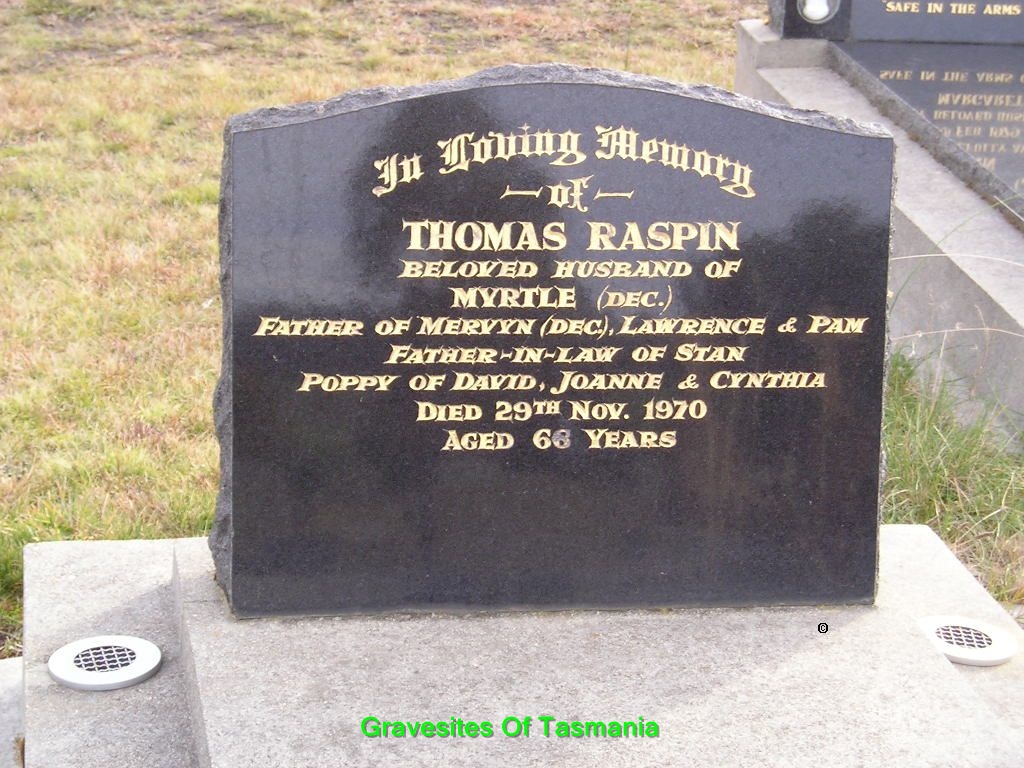 In Loving Memory
— of —
THOMAS RASPIN
BELOVED HUSBAND OF
MYRTLE (DEC.)
FATHER OF MERVYN (DEC), LAWRENCE & PAM
FATHER-IN-LAW OF STAN
POPPY OF DAVID, JOANNE & CYNTHIA
DIED 29TH NOV. 1970
AGED 63 YEARS
"SAFE IN THE ARMS
©
Gravesites Of Tasmania